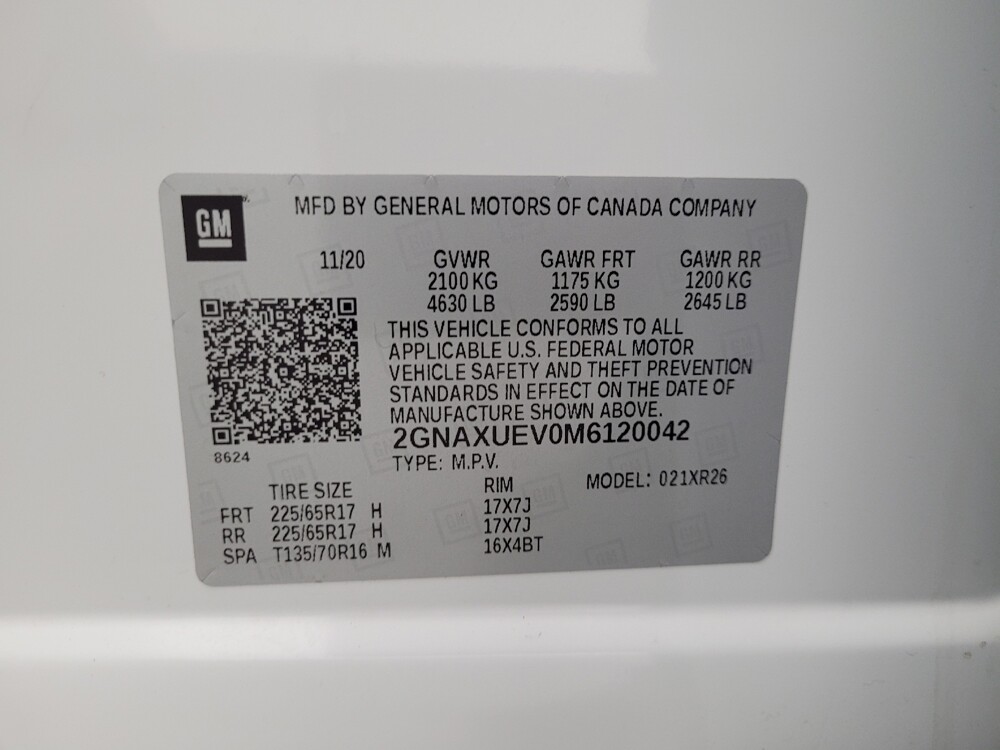 GM
MFD BY GENERAL MOTORS OF CANADA COMPANY
11/20 GVWR GAWR FRT GAWR RR
2100 KG 1175 KG 1200 KG
4630 LB 2590 LB 2645 LB
THIS VEHICLE CONFORMS TO ALL
APPLICABLE U.S. FEDERAL MOTOR
VEHICLE SAFETY AND THEFT PREVENTION
STANDARDS IN EFFECT ON THE DATE OF
MANUFACTURE SHOWN ABOVE.
2GNAXUEV0M6120042
8624
TYPE: M.P.V. MODEL: 021XR26
TIRE SIZE RIM
FRT 225/65R17 H 17X7J
RR 225/65R17 H 17X7J
SPA T135/70R16 M 16X4BT